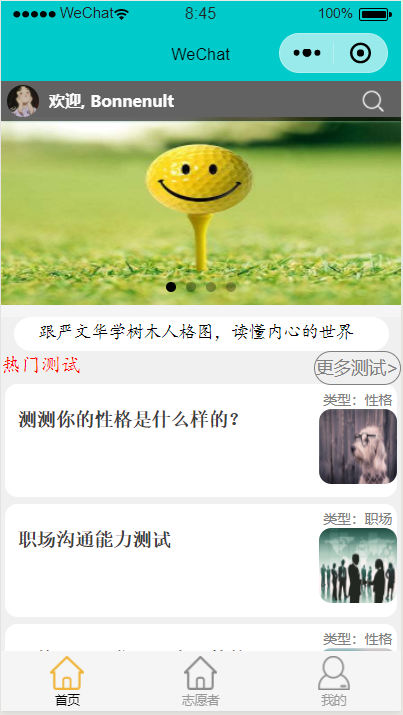 WeChat
8:45
100%
WeChat
欢迎, Bonnenult
跟严文华学树木人格图，读懂内心的世界
热门测试
更多测试>
类型：性格
测测你的性格是什么样的？
类型：职场
职场沟通能力测试
类型：性格
首页
志愿者
我的